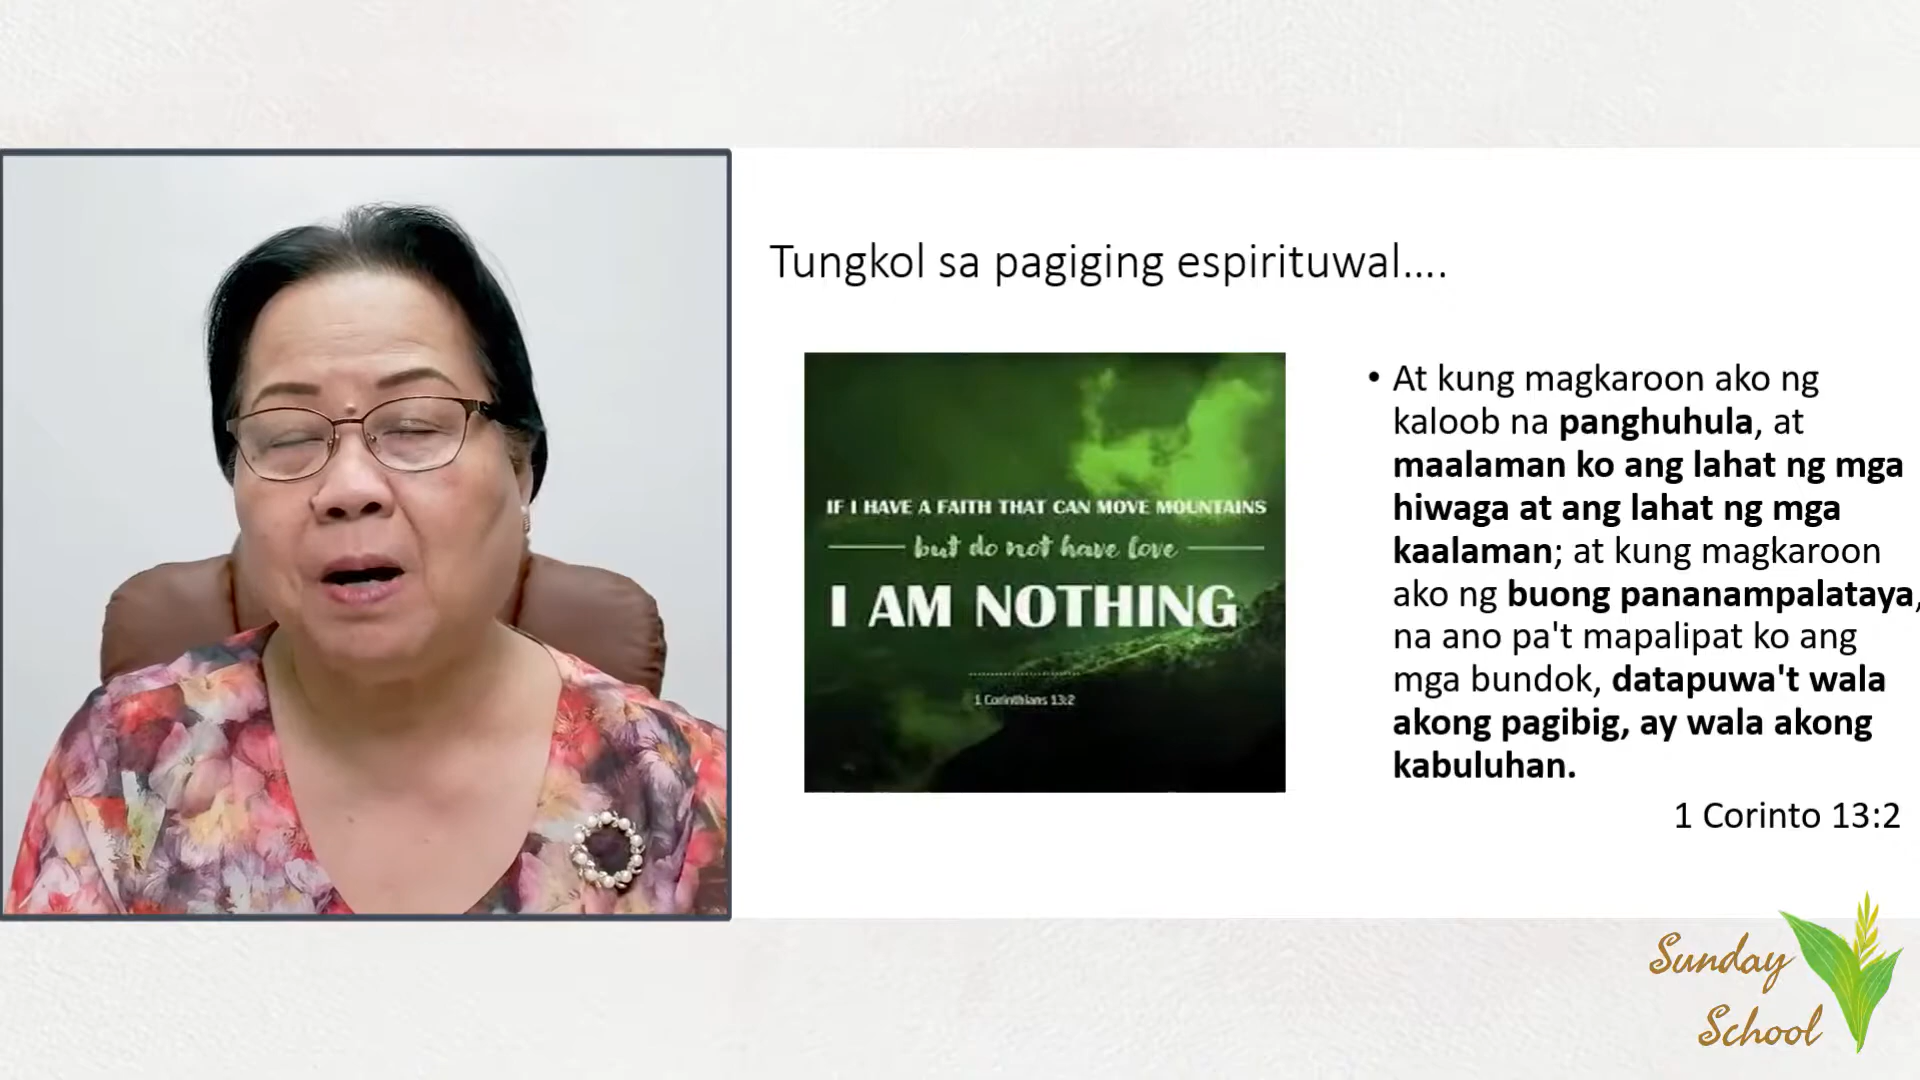 Tungkol sa pagiging espirituwal....
IF I HAVE A FAITH THAT CAN MOVE MOUNTAINS
but do not have love
I AM NOTHING
1 Corinthians 13:2
• At kung magkaroon ako ng
kaloob na panghuhula, at
maalaman ko ang lahat ng mga
hiwaga at ang lahat ng mga
kaalaman; at kung magkaroon
ako ng buong pananampalataya,
na ano pa't mapalipat ko ang
mga bundok, datapuwa't wala
akong pagibig, ay wala akong
kabuluhan.
1 Corinto 13:2
Sunday
School